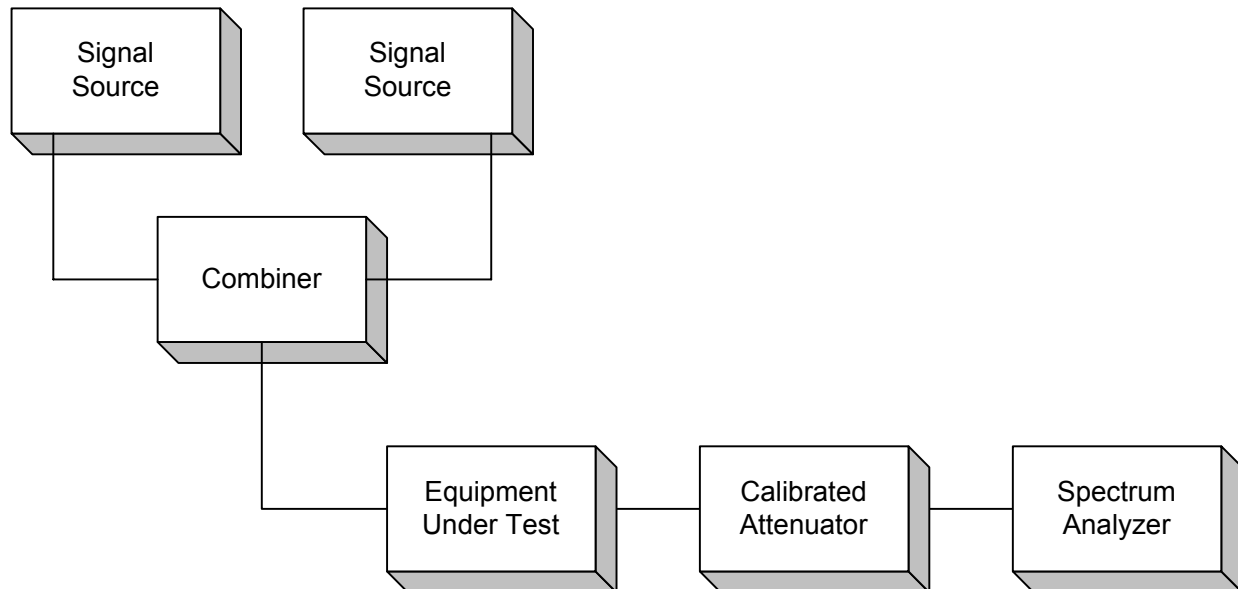 Signal
Source
Signal
Source
Combiner
Equipment
Under Test
Calibrated
Attenuator
Spectrum
Analyzer